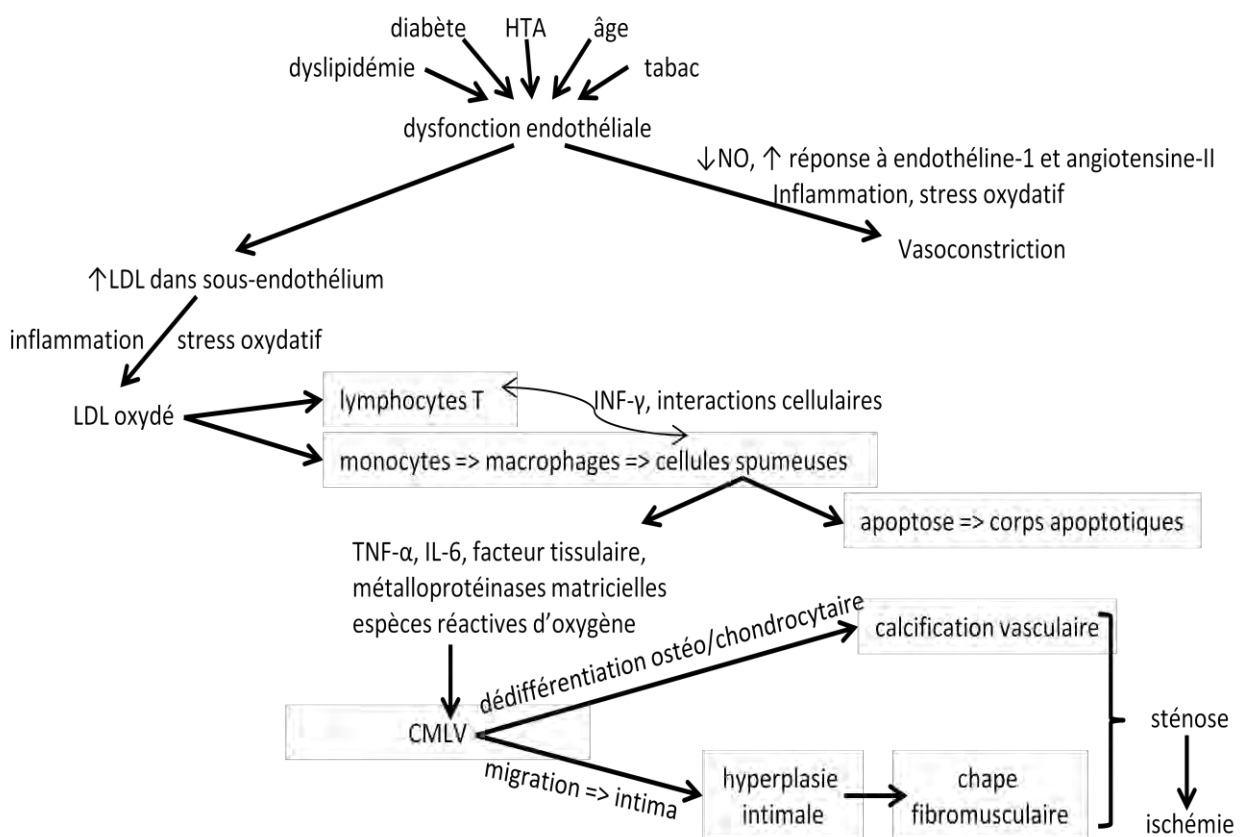 diabète HTA âge
dyslipidémie tabac
dysfonction endothéliale
↓NO, ↑ réponse à endothéline-1 et angiotensine-II
Inflammation, stress oxydatif
Vasoconstriction
↑LDL dans sous-endothélium
inflammation stress oxydatif
LDL oxydé
lymphocytes T
INF-γ, interactions cellulaires
monocytes => macrophages => cellules spumeuses
apoptose => corps apoptotiques
TNF-α, IL-6, facteur tissulaire,
métalloprotéinases matricielles
espèces réactives d'oxygène
dédifférentiation ostéo/chondrocytaire
calcification vasculaire
CMLV
migration => intima
hyperplasie
intimale
chape
fibromusculaire
sténose
ischémie